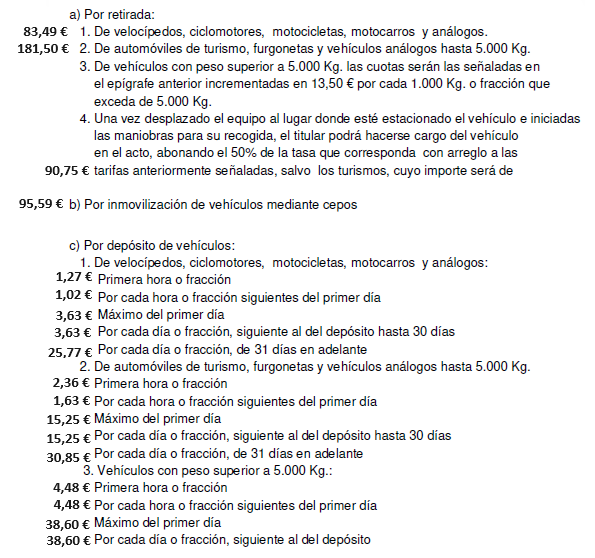 a) Por retirada:
83,49 € 1. De velocípedos, ciclomotores, motocicletas, motocarros y análogos.
181,50 € 2. De automóviles de turismo, furgonetas y vehículos análogos hasta 5.000 Kg.
3. De vehículos con peso superior a 5.000 Kg. las cuotas serán las señaladas en
el epígrafe anterior incrementadas en 13,50 € por cada 1.000 Kg. o fracción que
exceda de 5.000 Kg.
4. Una vez desplazado el equipo al lugar donde esté estacionado el vehículo e iniciadas
las maniobras para su recogida, el titular podrá hacerse cargo del vehículo
en el acto, abonando el 50% de la tasa que corresponda con arreglo a las
90,75 € tarifas anteriormente señaladas, salvo los turismos, cuyo importe será de
95,59 € b) Por inmovilización de vehículos mediante cepos
c) Por depósito de vehículos:
1. De velocípedos, ciclomotores, motocicletas, motocarros y análogos:
1,27 € Primera hora o fracción
1,02 € Por cada hora o fracción siguientes del primer día
3,63 € Máximo del primer día
3,63 € Por cada día o fracción, siguiente al del depósito hasta 30 días
25,77 € Por cada día o fracción, de 31 días en adelante
2. De automóviles de turismo, furgonetas y vehículos análogos hasta 5.000 Kg.
2,36 € Primera hora o fracción
1,63 € Por cada hora o fracción siguientes del primer día
15,25 € Máximo del primer día
15,25 € Por cada día o fracción, siguiente al del depósito hasta 30 días
30,85 € Por cada día o fracción, de 31 días en adelante
3. Vehículos con peso superior a 5.000 Kg.:
4,48 € Primera hora o fracción
4,48 € Por cada hora o fracción siguientes del primer día
38,60 € Máximo del primer día
38,60 € Por cada día o fracción, siguiente al del depósito